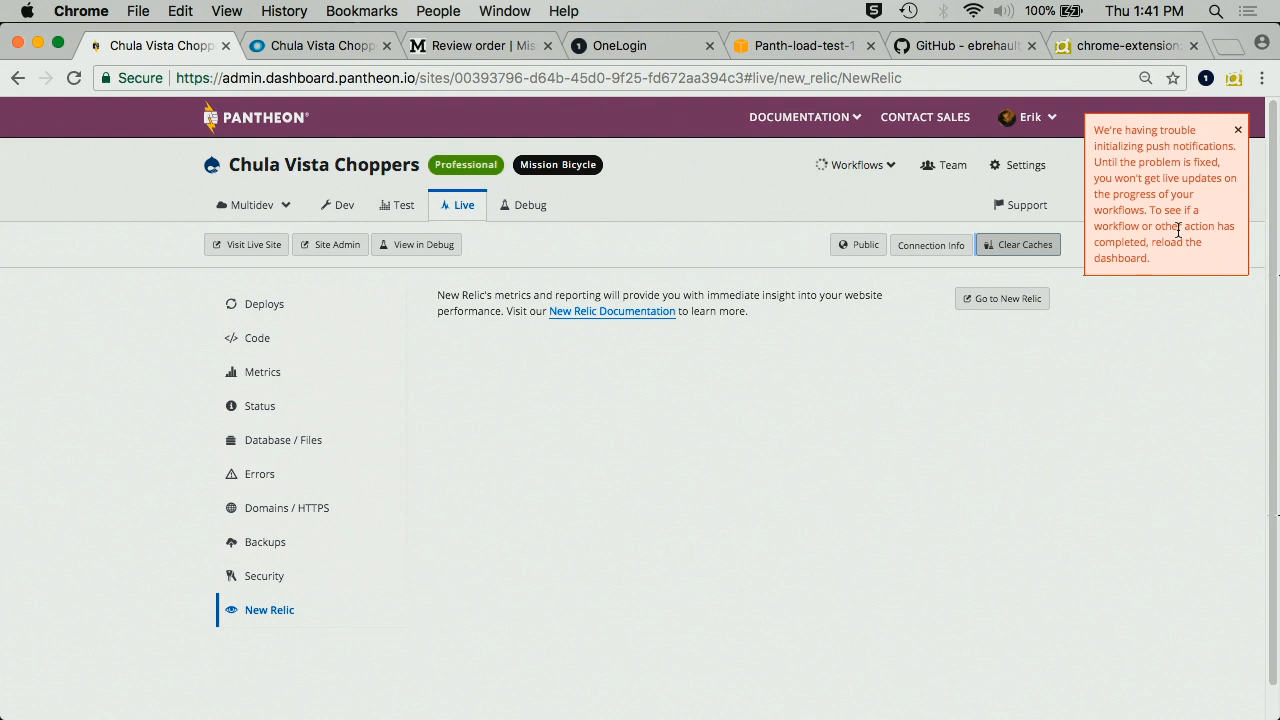 Chrome File Edit View History Bookmarks People Window Help 100% Thu 1:41 PM
Chula Vista Chopp Chula Vista Chopp Review order | Mis OneLogin Panth-load-test-1 GitHub - ebrehault chrome-extension:
Secure https://admin.dashboard.pantheon.io/sites/00393796-d64b-45d0-9f25-fd672aa394c3#live/new_relic/NewRelic
PANTHEON DOCUMENTATION CONTACT SALES Erik
Chula Vista Choppers Professional Mission Bicycle Workflows Team Settings
Multidev Dev Test Live Debug Support
Visit Live Site Site Admin View in Debug Public Connection Info Clear Caches
We're having trouble
initializing push notifications.
Until the problem is fixed,
you won't get live updates on
the progress of your
workflows. To see if a
workflow or other action has
completed, reload the
dashboard.
Deploys
Code
Metrics
Status
Database / Files
Errors
Domains / HTTPS
Backups
Security
New Relic
New Relic's metrics and reporting will provide you with immediate insight into your website
performance. Visit our New Relic Documentation to learn more.
Go to New Relic